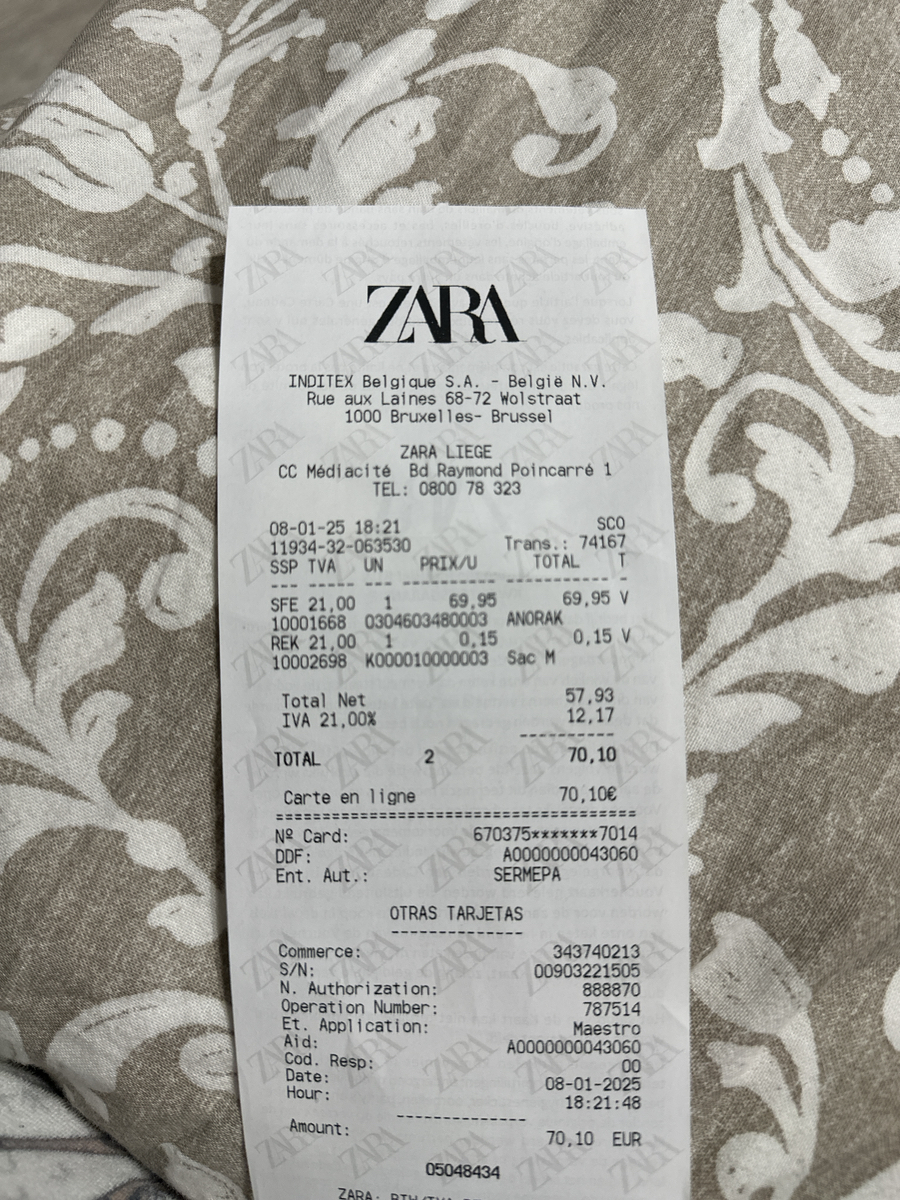 ZARA
INDITEX Belgique S.A. - België N.V.
Rue aux Laines 68-72 Wolstraat
1000 Bruxelles- Brussel
ZARA LIEGE
CC Médiacité Bd Raymond Poincarré 1
TEL: 0800 78 323
08-01-25 18:21 SCO
11934-32-063530 Trans.: 74167
SSP TVA UN PRIX/U TOTAL T
--- ----- --- ---------- ----------- -
SFE 21,00 1 69,95 69,95 V
10001668 0304603480003 ANORAK
REK 21,00 1 0,15 0,15 V
10002698 K000010000003 Sac M
Total Net 57,93
IVA 21,00% 12,17
----------
TOTAL 2 70,10
Carte en ligne 70,10€
======================================
Nº Card: 670375*******7014
DDF: A0000000043060
Ent. Aut.: SERMEPA
OTRAS TARJETAS
--------------
Commerce: 343740213
S/N: 00903221505
N. Authorization: 888870
Operation Number: 787514
Et. Application: Maestro
Aid: A0000000043060
Cod. Resp: 00
Date: 08-01-2025
Hour: 18:21:48
--------------
Amount: 70,10 EUR
05048434
ZARA: BTW/TVA